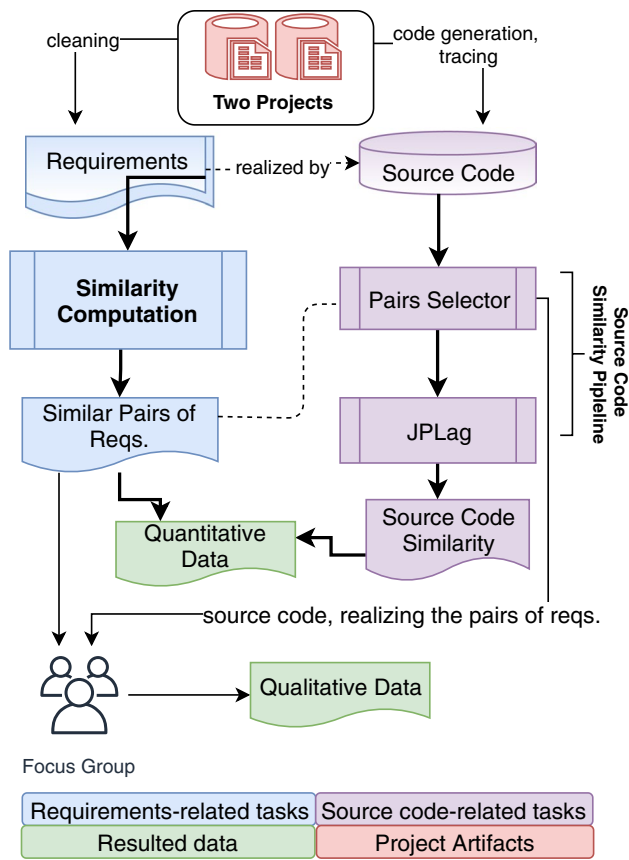 cleaning
code generation,
tracing
Two Projects
Requirements
realized by
Source Code
Similarity
Computation
Pairs Selector
Source Code
Similarity Pipleline
Similar Pairs of
Reqs.
JPLag
Quantitative
Data
Source Code
Similarity
source code, realizing the pairs of reqs.
Qualitative Data
Focus Group
Requirements-related tasks
Source code-related tasks
Resulted data
Project Artifacts